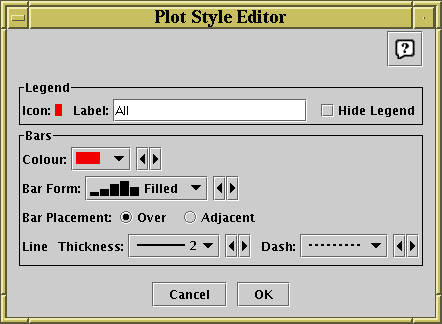 Plot Style Editor
?
Legend
Icon: Label: All Hide Legend
Bars
Colour:
Bar Form: Filled
Bar Placement: Over Adjacent
Line Thickness: 2 Dash:
Cancel OK